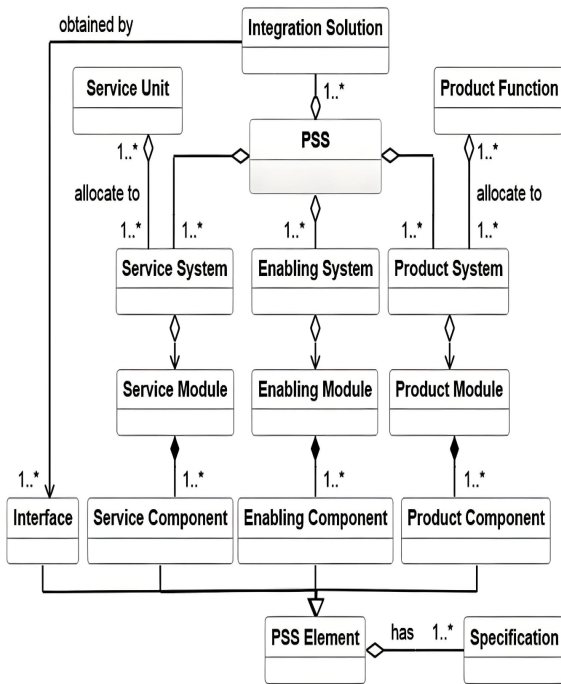 obtained by
Integration Solution
1..*
Service Unit
Product Function
PSS
1..*
1..*
allocate to
allocate to
1..*
1..*
1..*
1..*
1..*
Service System
Enabling System
Product System
Service Module
Enabling Module
Product Module
1..*
1..*
1..*
1..*
Interface
Service Component
Enabling Component
Product Component
PSS Element
has
1..*
Specification